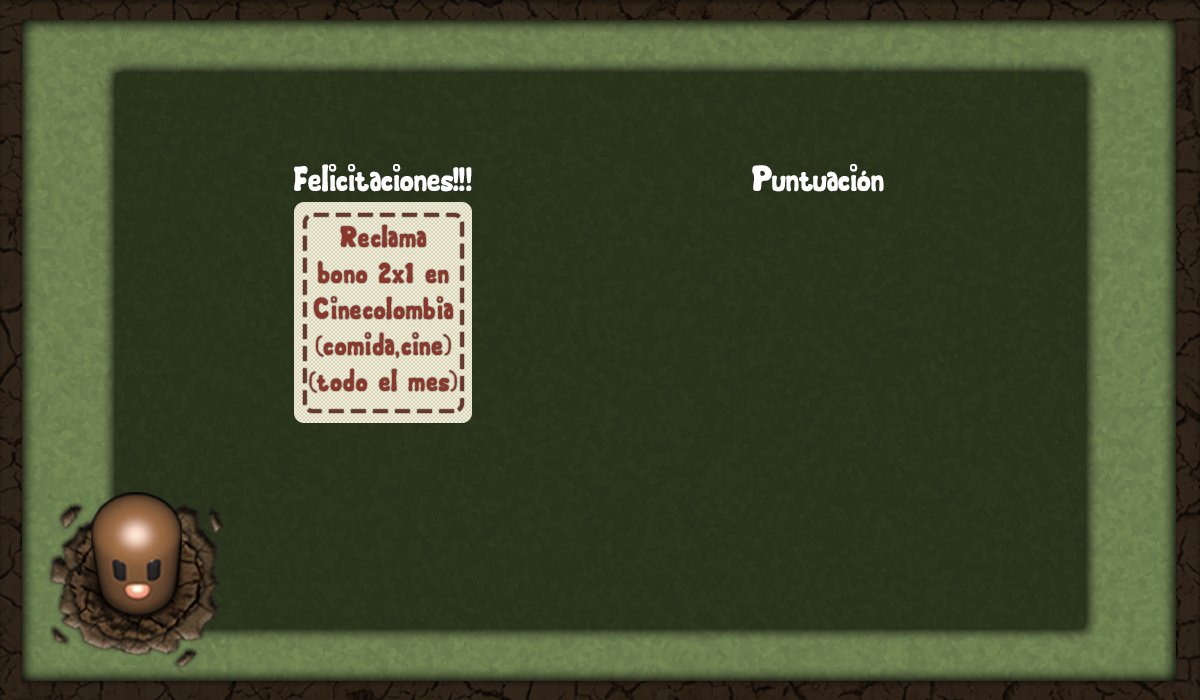 Felicitaciones!!!
Reclama
bono 2x1 en
Cinecolombia
(comida,cine)
(todo el mes)
Puntuación